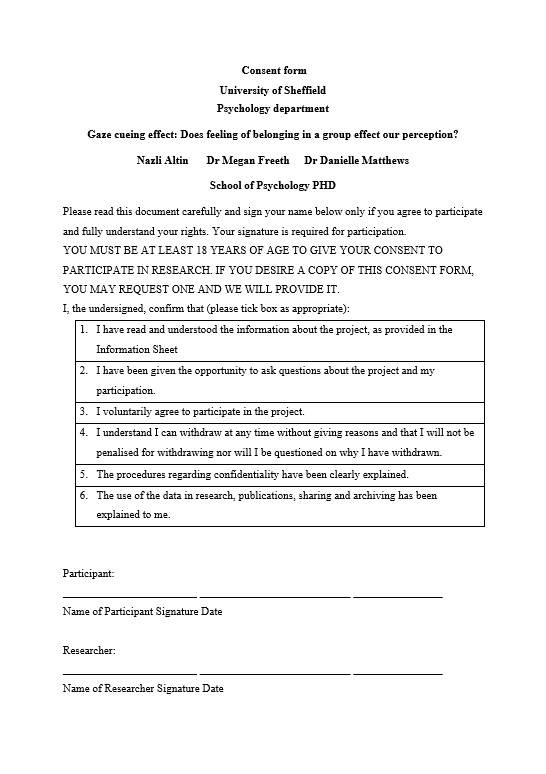 Consent form
University of Sheffield
Psychology department
Gaze cueing effect: Does feeling of belonging in a group effect our perception?
Nazli Altin Dr Megan Freeth Dr Danielle Matthews
School of Psychology PHD
Please read this document carefully and sign your name below only if you agree to participate
and fully understand your rights. Your signature is required for participation.
YOU MUST BE AT LEAST 18 YEARS OF AGE TO GIVE YOUR CONSENT TO
PARTICIPATE IN RESEARCH. IF YOU DESIRE A COPY OF THIS CONSENT FORM,
YOU MAY REQUEST ONE AND WE WILL PROVIDE IT.
I, the undersigned, confirm that (please tick box as appropriate):
1. I have read and understood the information about the project, as provided in the
Information Sheet
2. I have been given the opportunity to ask questions about the project and my
participation.
3. I voluntarily agree to participate in the project.
4. I understand I can withdraw at any time without giving reasons and that I will not be
penalised for withdrawing nor will I be questioned on why I have withdrawn.
5. The procedures regarding confidentiality have been clearly explained.
6. The use of the data in research, publications, sharing and archiving has been
explained to me.
Participant:
Name of Participant Signature Date
Researcher:
Name of Researcher Signature Date